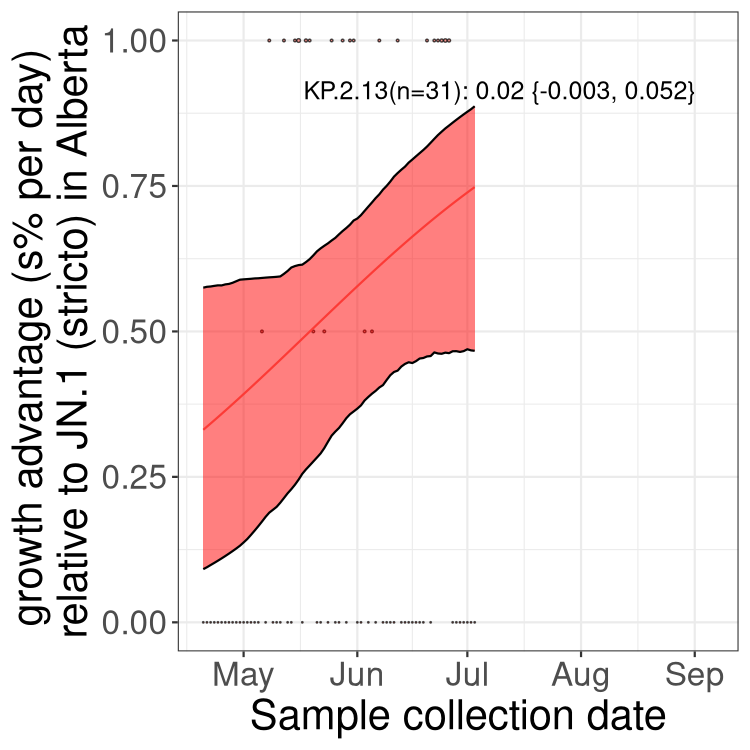 growth advantage (s% per day)
relative to JN.1 (stricto) in Alberta
1.00
0.75
0.50
0.25
0.00
KP.2.13(n=31): 0.02 {-0.003, 0.052}
May Jun Jul Aug Sep
Sample collection date